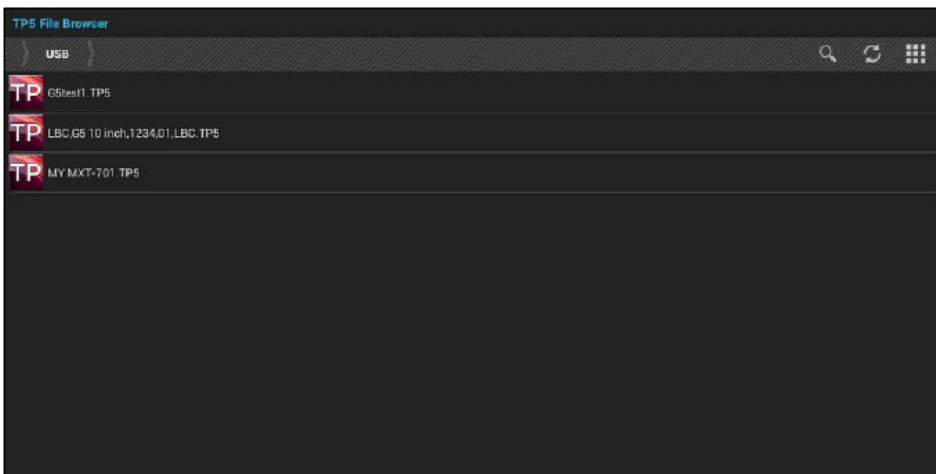 TP5 File Browser
USB
TP G5test1.TP5
TP LBC,G5 10 inch,1234,01,LBC.TP5
TP MY MXT-701.TP5